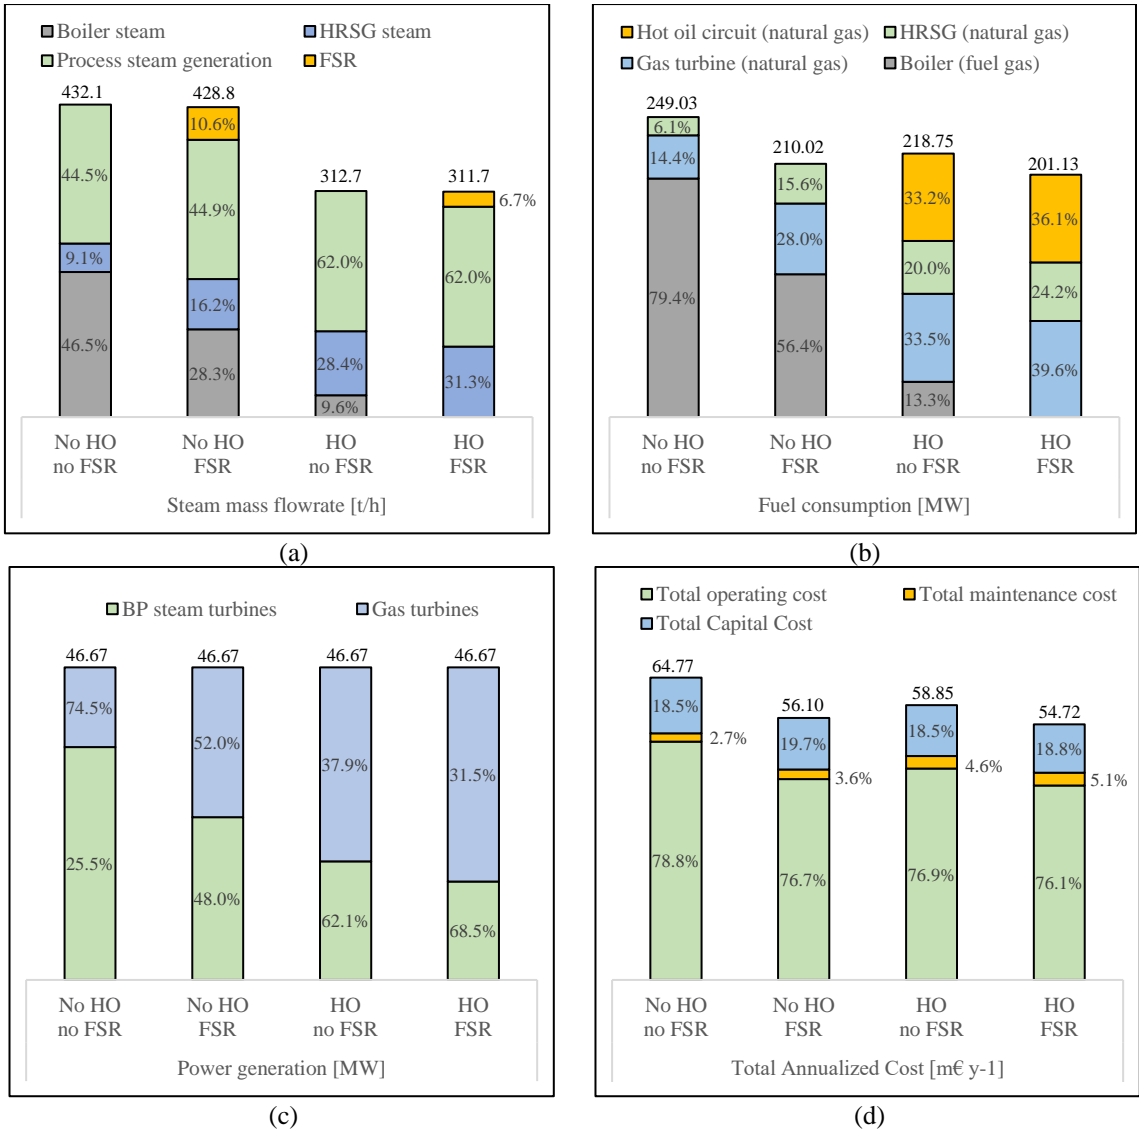 Boiler steam HRSG steam
Process steam generation FSR
432.1 428.8 312.7 311.7
44.5% 9.1% 46.5%
10.6% 44.9% 16.2% 28.3%
62.0% 28.4% 9.6%
6.7% 62.0% 31.3%
No HO No HO HO HO
no FSR FSR no FSR FSR
Steam mass flowrate [t/h]
(a)
Hot oil circuit (natural gas) HRSG (natural gas)
Gas turbine (natural gas) Boiler (fuel gas)
249.03 210.02 218.75 201.13
6.1% 14.4% 79.4%
15.6% 28.0% 56.4%
33.2% 20.0% 33.5% 13.3%
36.1% 24.2% 39.6%
No HO No HO HO HO
no FSR FSR no FSR FSR
Fuel consumption [MW]
(b)
BP steam turbines Gas turbines
46.67 46.67 46.67 46.67
74.5% 25.5%
52.0% 48.0%
37.9% 62.1%
31.5% 68.5%
No HO No HO HO HO
no FSR FSR no FSR FSR
Power generation [MW]
(c)
Total operating cost Total maintenance cost
Total Capital Cost
64.77 56.10 58.85 54.72
18.5% 2.7% 78.8%
19.7% 3.6% 76.7%
18.5% 4.6% 76.9%
18.8% 5.1% 76.1%
No HO No HO HO HO
no FSR FSR no FSR FSR
Total Annualized Cost [m€ y-1]
(d)